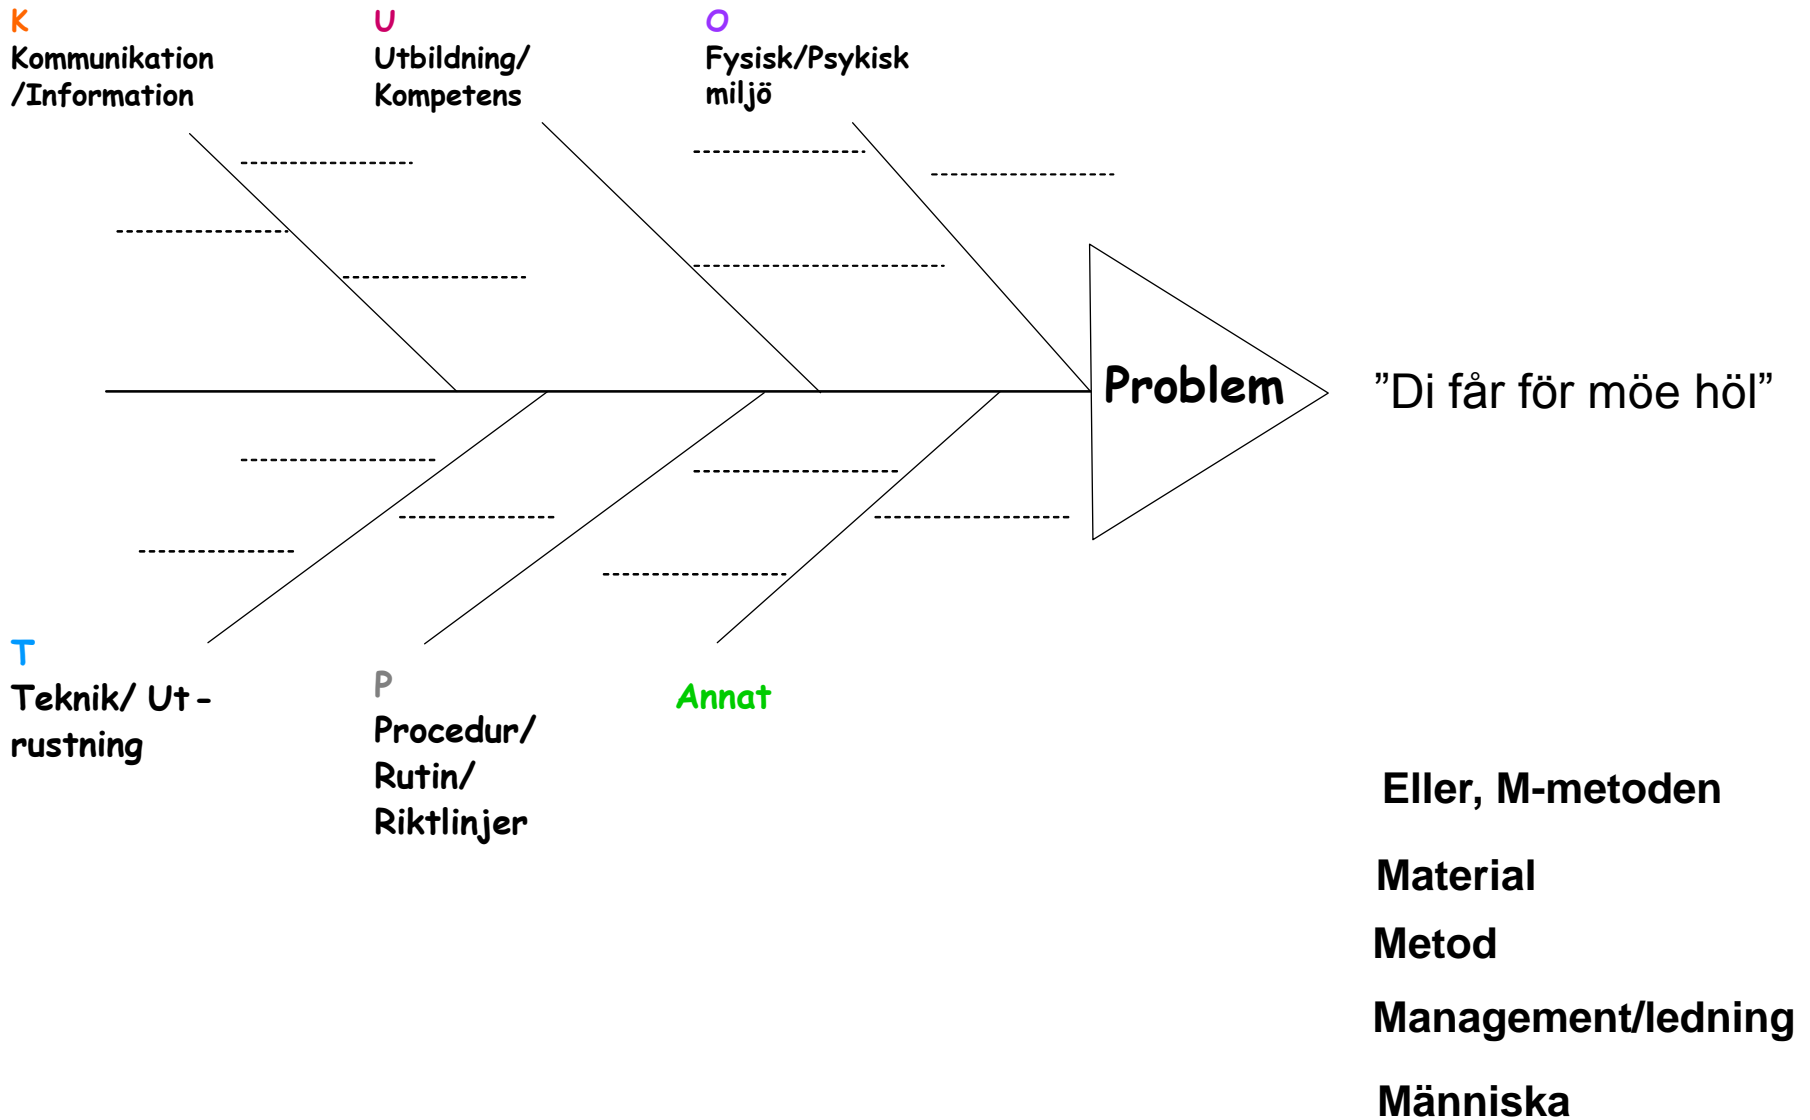 K
Kommunikation
/Information
U
Utbildning/
Kompetens
O
Fysisk/Psykisk
miljö
Problem
”Di får för möe höl”
T
Teknik/ Ut-
rustning
P
Procedur/
Rutin/
Riktlinjer
Annat
Eller, M-metoden
Material
Metod
Management/ledning
Människa